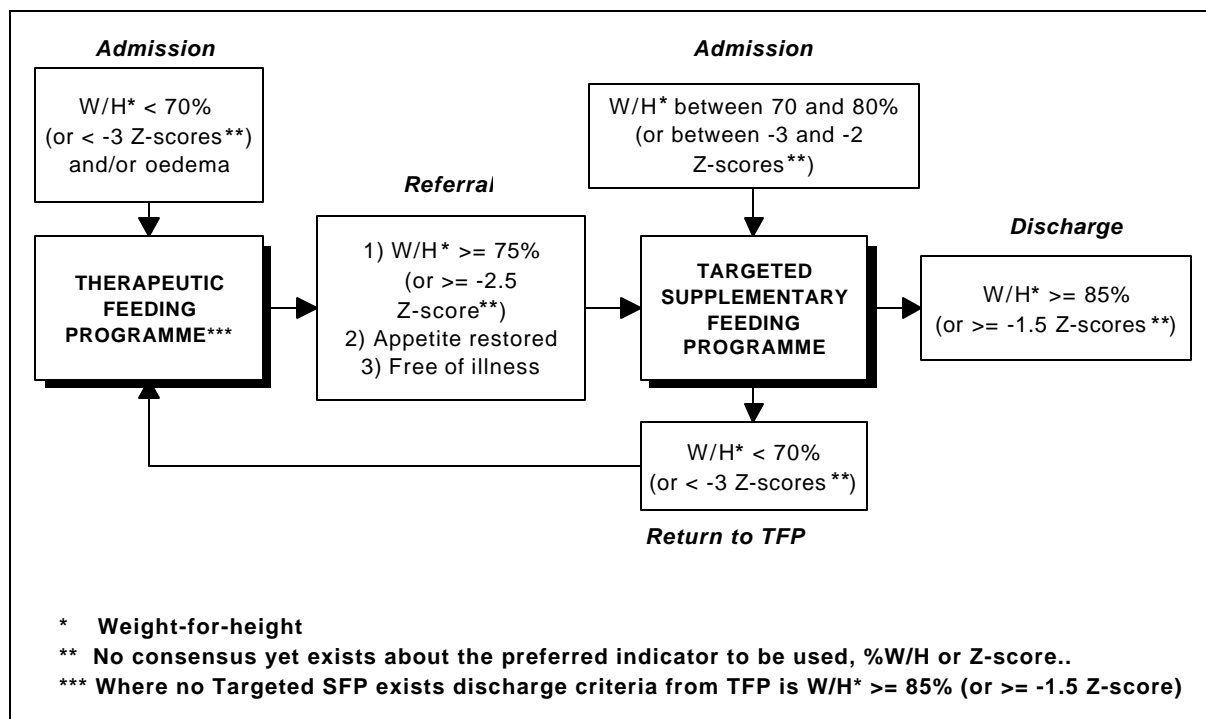 Admission
W/H* < 70%
(or < -3 Z-scores**)
and/or oedema
THERAPEUTIC
FEEDING
PROGRAMME***
Referral
1) W/H* >= 75%
(or >= -2.5
Z-score**)
2) Appetite restored
3) Free of illness
Admission
W/H* between 70 and 80%
(or between -3 and -2
Z-scores**)
TARGETED
SUPPLEMENTARY
FEEDING
PROGRAMME
Discharge
W/H* >= 85%
(or >= -1.5 Z-scores**)
W/H* < 70%
(or < -3 Z-scores**)
Return to TFP
* Weight-for-height
** No consensus yet exists about the preferred indicator to be used, %W/H or Z-score..
*** Where no Targeted SFP exists discharge criteria from TFP is W/H* >= 85% (or >= -1.5 Z-score)